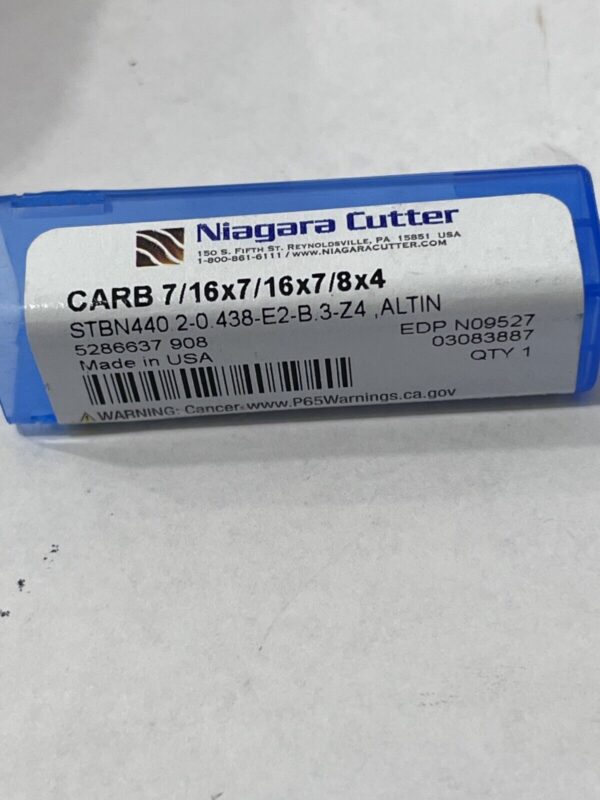 Niagara Cutter
150 S. FIFTH ST. REYNOLDSVILLE, PA 15851 USA
1-800-861-6111 / WWW.NIAGARACUTTER.COM
CARB 7/16x7/16x7/8x4
STBN440.2-0.438-E2-B.3-Z4 ,ALTIN
5286637 908
EDP N09527
Made in USA
03083887
QTY 1
⚠ WARNING: Cancer-www.P65Warnings.ca.gov